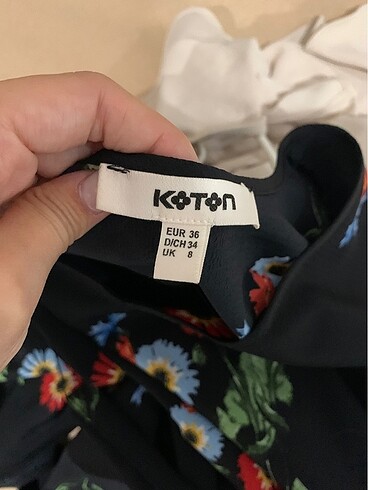 KOTON
EUR 36
D/CH 34
UK 8